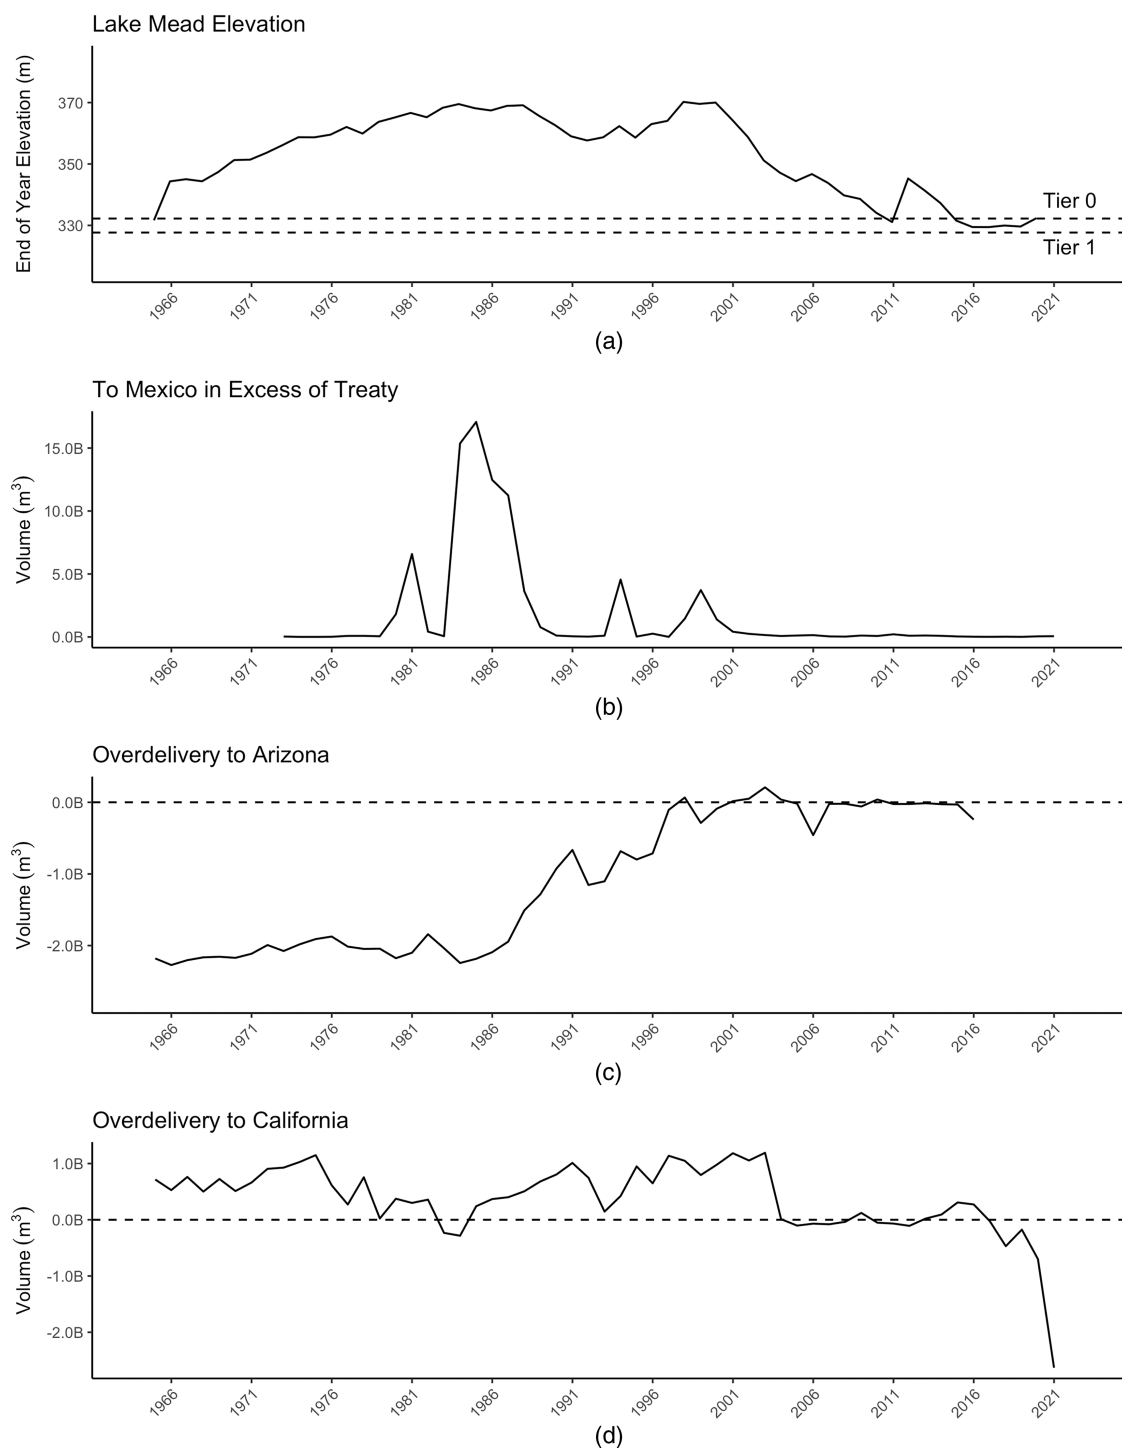 Lake Mead Elevation
End of Year Elevation (m)
370
350
330
Tier 0
Tier 1
1966 1971 1976 1981 1986 1991 1996 2001 2006 2011 2016 2021
(a)
To Mexico in Excess of Treaty
Volume (m³)
15.0B
10.0B
5.0B
0.0B
1966 1971 1976 1981 1986 1991 1996 2001 2006 2011 2016 2021
(b)
Overdelivery to Arizona
Volume (m³)
0.0B
-1.0B
-2.0B
1966 1971 1976 1981 1986 1991 1996 2001 2006 2011 2016 2021
(c)
Overdelivery to California
Volume (m³)
1.0B
0.0B
-1.0B
-2.0B
1966 1971 1976 1981 1986 1991 1996 2001 2006 2011 2016 2021
(d)